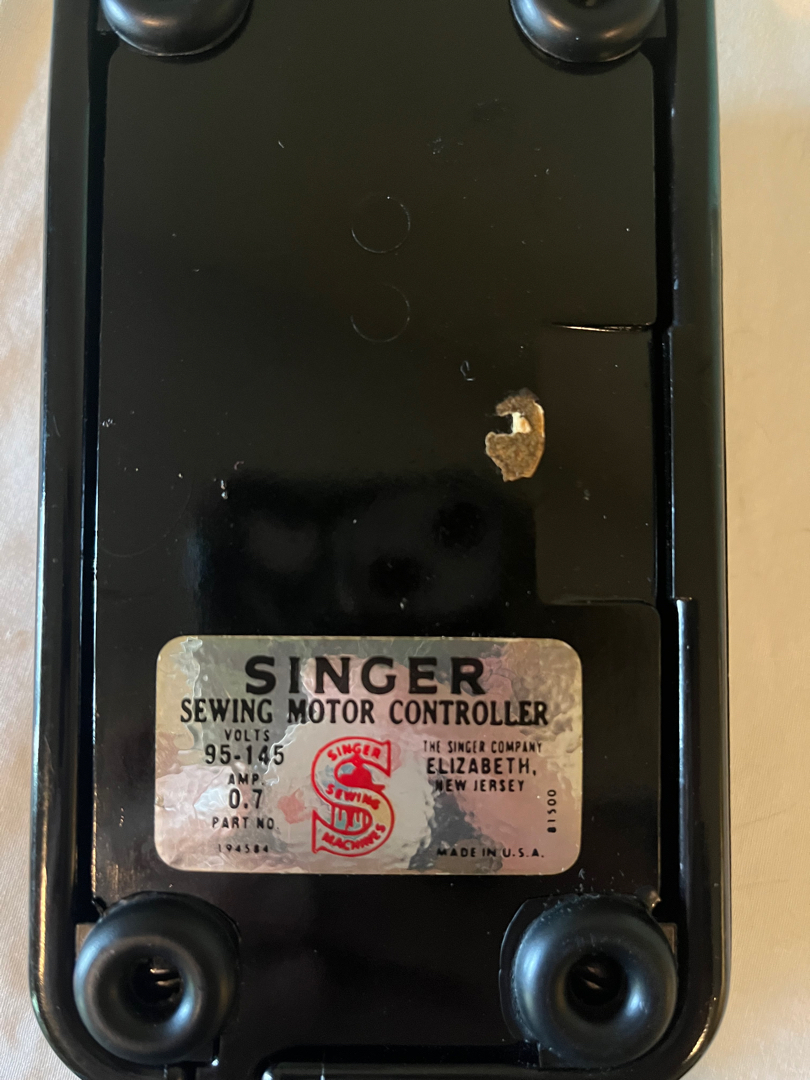 SINGER
SEWING MOTOR CONTROLLER
VOLTS
95-145
AMP.
0.7
PART NO.
194584
SINGER
SEWING
MACHINES
THE SINGER COMPANY
ELIZABETH,
NEW JERSEY
MADE IN U.S.A.
81500